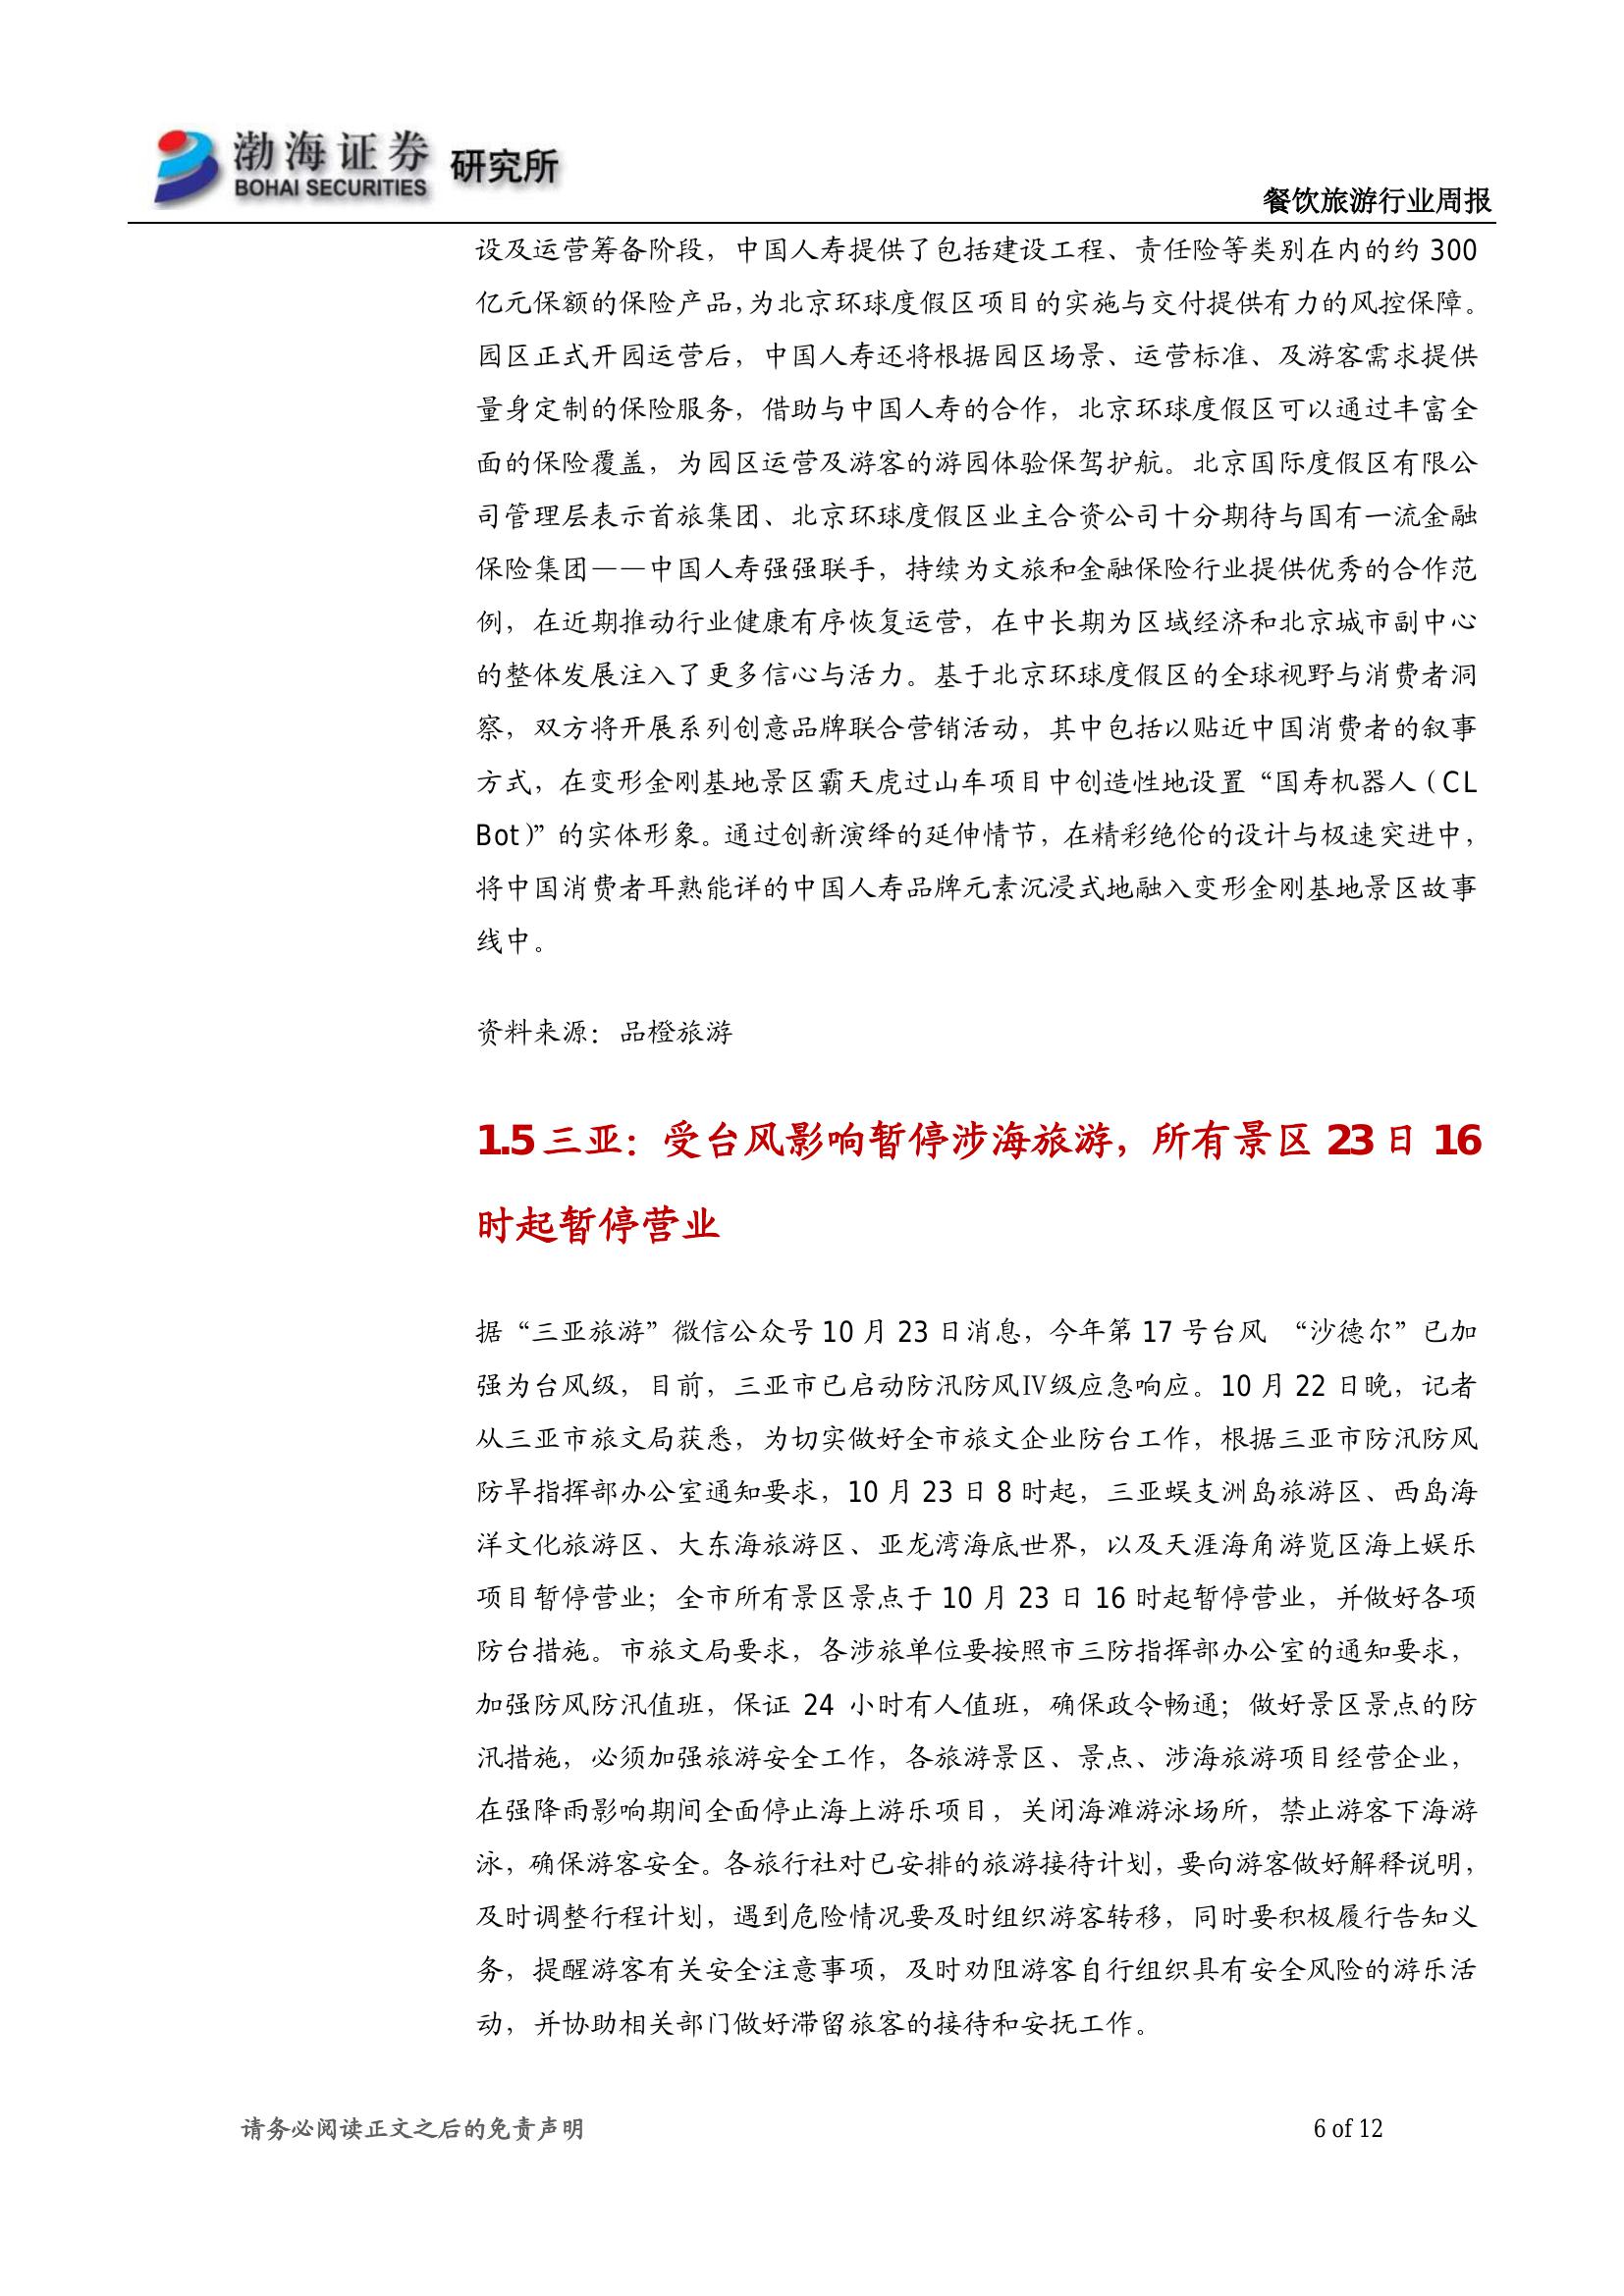 渤海证券
BOHAI SECURITIES
研究所
餐饮旅游行业周报
设及运营筹备阶段，中国人寿提供了包括建设工程、责任险等类别在内的约 300
亿元保额的保险产品，为北京环球度假区项目的实施与交付提供有力的风控保障。
园区正式开园运营后，中国人寿还将根据园区场景、运营标准、及游客需求提供
量身定制的保险服务，借助与中国人寿的合作，北京环球度假区可以通过丰富全
面的保险覆盖，为园区运营及游客的游园体验保驾护航。北京国际度假区有限公
司管理层表示首旅集团、北京环球度假区业主合资公司十分期待与国有一流金融
保险集团——中国人寿强强联手，持续为文旅和金融保险行业提供优秀的合作范
例，在近期推动行业健康有序恢复运营，在中长期为区域经济和北京城市副中心
的整体发展注入了更多信心与活力。基于北京环球度假区的全球视野与消费者洞
察，双方将开展系列创意品牌联合营销活动，其中包括以贴近中国消费者的叙事
方式，在变形金刚基地景区霸天虎过山车项目中创造性地设置“国寿机器人（CL
Bot）”的实体形象。通过创新演绎的延伸情节，在精彩绝伦的设计与极速突进中，
将中国消费者耳熟能详的中国人寿品牌元素沉浸式地融入变形金刚基地景区故事
线中。
资料来源：品橙旅游
1.5 三亚：受台风影响暂停涉海旅游，所有景区 23 日 16
时起暂停营业
据“三亚旅游”微信公众号 10 月 23 日消息，今年第 17 号台风 “沙德尔”已加
强为台风级，目前，三亚市已启动防汛防风Ⅳ级应急响应。10 月 22 日晚，记者
从三亚市旅文局获悉，为切实做好全市旅文企业防台工作，根据三亚市防汛防风
防旱指挥部办公室通知要求，10 月 23 日 8 时起，三亚蜈支洲岛旅游区、西岛海
洋文化旅游区、大东海旅游区、亚龙湾海底世界，以及天涯海角游览区海上娱乐
项目暂停营业；全市所有景区景点于 10 月 23 日 16 时起暂停营业，并做好各项
防台措施。市旅文局要求，各涉旅单位要按照市三防指挥部办公室的通知要求，
加强防风防汛值班，保证 24 小时有人值班，确保政令畅通；做好景区景点的防
汛措施，必须加强旅游安全工作，各旅游景区、景点、涉海旅游项目经营企业，
在强降雨影响期间全面停止海上游乐项目，关闭海滩游泳场所，禁止游客下海游
泳，确保游客安全。各旅行社对已安排的旅游接待计划，要向游客做好解释说明，
及时调整行程计划，遇到危险情况要及时组织游客转移，同时要积极履行告知义
务，提醒游客有关安全注意事项，及时劝阻游客自行组织具有安全风险的游乐活
动，并协助相关部门做好滞留旅客的接待和安抚工作。
请务必阅读正文之后的免责声明
6 of 12